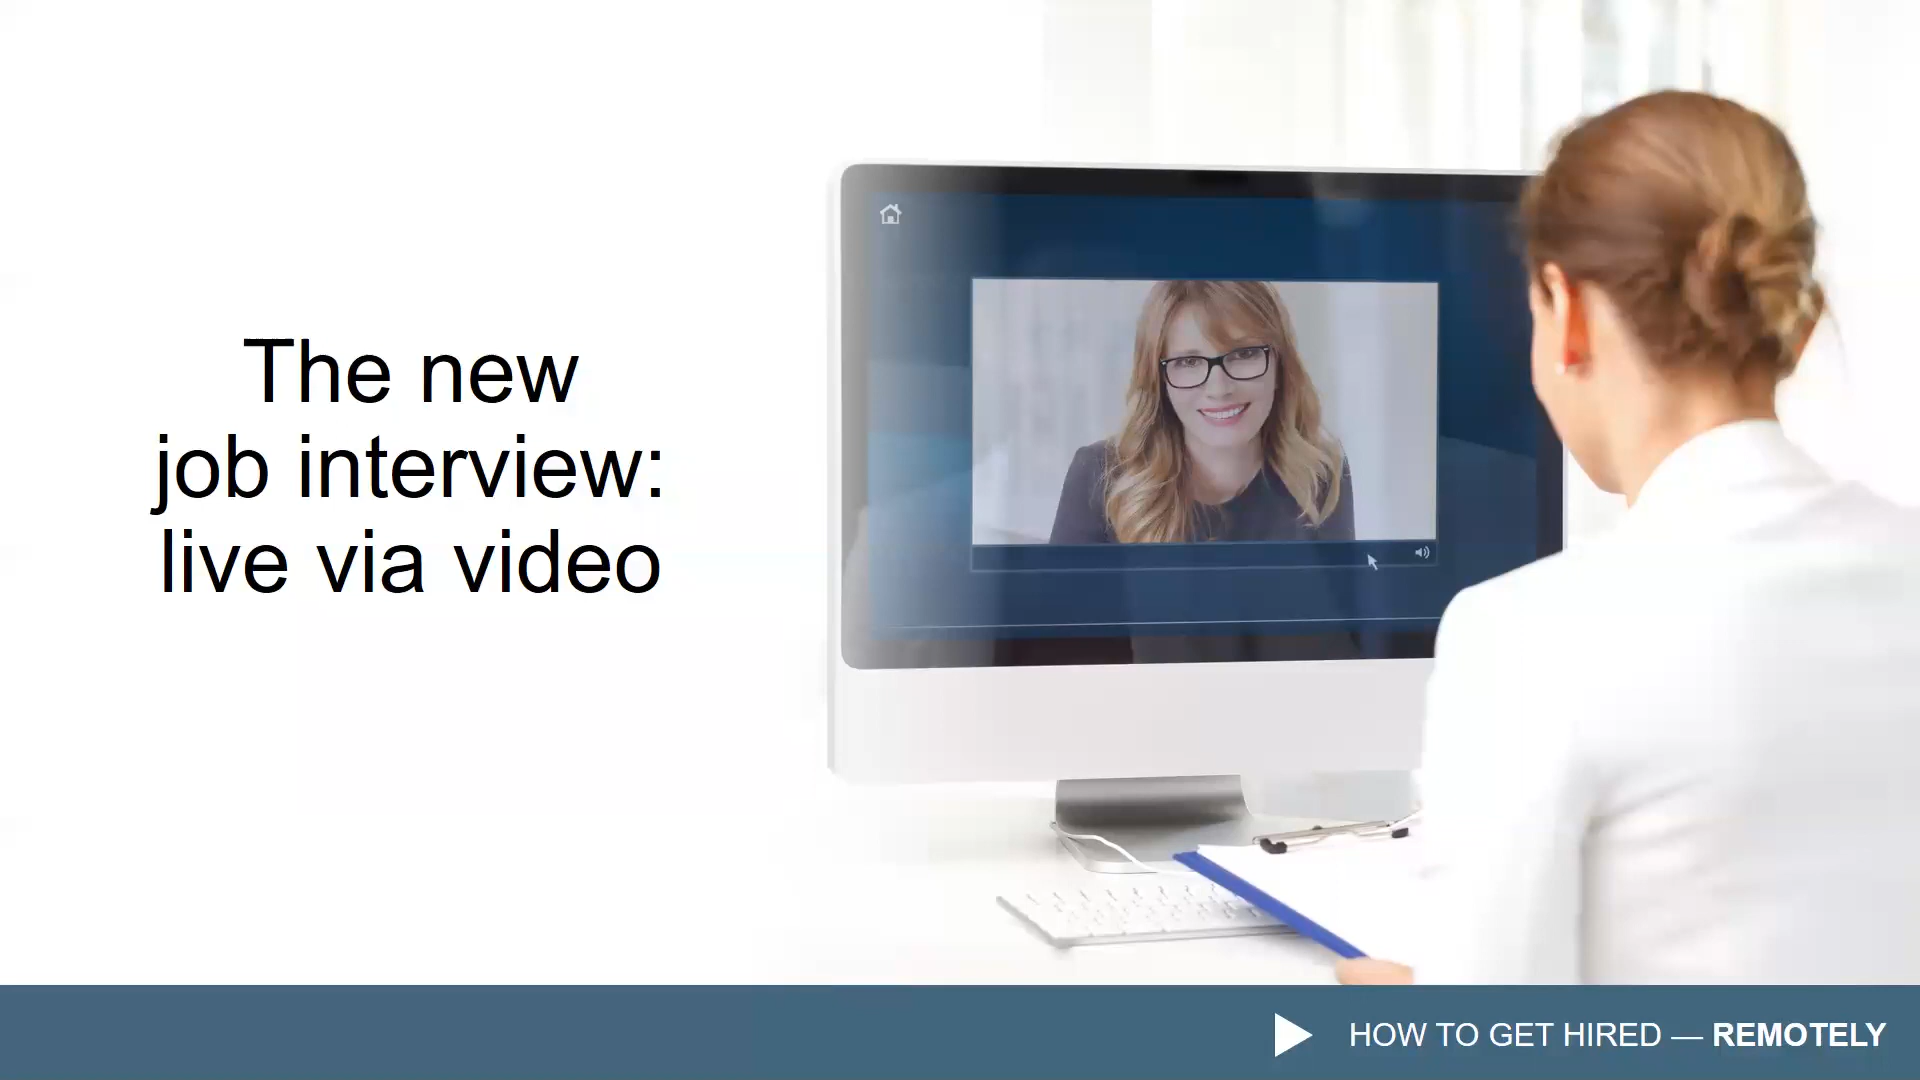 The new
job interview:
live via video
HOW TO GET HIRED — REMOTELY